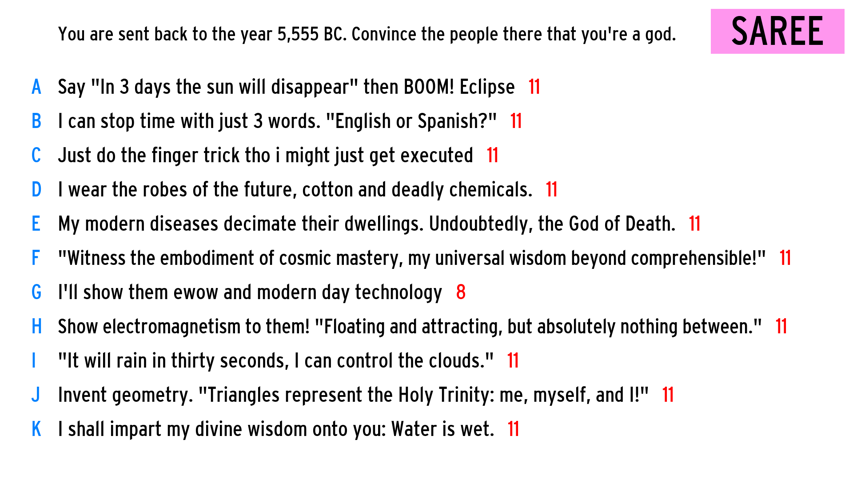 You are sent back to the year 5,555 BC. Convince the people there that you're a god.
SAREE
A Say "In 3 days the sun will disappear" then BOOM! Eclipse 11
B I can stop time with just 3 words. "English or Spanish?" 11
C Just do the finger trick tho i might just get executed 11
D I wear the robes of the future, cotton and deadly chemicals. 11
E My modern diseases decimate their dwellings. Undoubtedly, the God of Death. 11
F "Witness the embodiment of cosmic mastery, my universal wisdom beyond comprehensible!" 11
G I'll show them ewow and modern day technology 8
H Show electromagnetism to them! "Floating and attracting, but absolutely nothing between." 11
I "It will rain in thirty seconds, I can control the clouds." 11
J Invent geometry. "Triangles represent the Holy Trinity: me, myself, and I!" 11
K I shall impart my divine wisdom onto you: Water is wet. 11